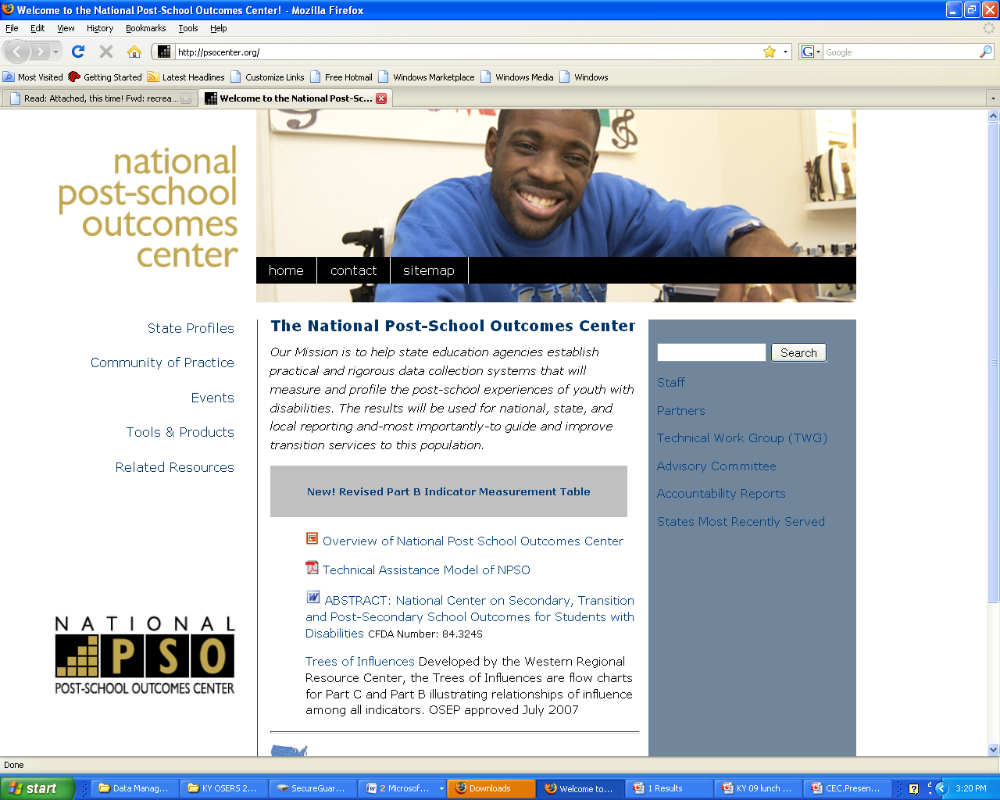 Welcome to the National Post-School Outcomes Center! - Mozilla Firefox
File Edit View History Bookmarks Tools Help
http://psocenter.org/
G Google
Most Visited Getting Started Latest Headlines Customize Links Free Hotmail Windows Marketplace Windows Media Windows
Read: Attached, this time! Fwd: recrea... Welcome to the National Post-Sc...
national
post-school
outcomes
center
home contact sitemap
State Profiles
Community of Practice
Events
Tools & Products
Related Resources
NATIONAL
PSO
POST-SCHOOL OUTCOMES CENTER
The National Post-School Outcomes Center
Our Mission is to help state education agencies establish
practical and rigorous data collection systems that will
measure and profile the post-school experiences of youth with
disabilities. The results will be used for national, state, and
local reporting and-most importantly-to guide and improve
transition services to this population.
New! Revised Part B Indicator Measurement Table
Overview of National Post School Outcomes Center
Technical Assistance Model of NPSO
ABSTRACT: National Center on Secondary, Transition
and Post-Secondary School Outcomes for Students with
Disabilities CFDA Number: 84.324S
Trees of Influences Developed by the Western Regional
Resource Center, the Trees of Influences are flow charts
for Part C and Part B illustrating relationships of influence
among all indicators. OSEP approved July 2007
Search
Staff
Partners
Technical Work Group (TWG)
Advisory Committee
Accountability Reports
States Most Recently Served
Done
start Data Manag... KY OSERS 2... SecureGuar... 2 Microsof... Downloads Welcome to... 1 Results KY 09 lunch ... CEC.Presen... 3:20 PM